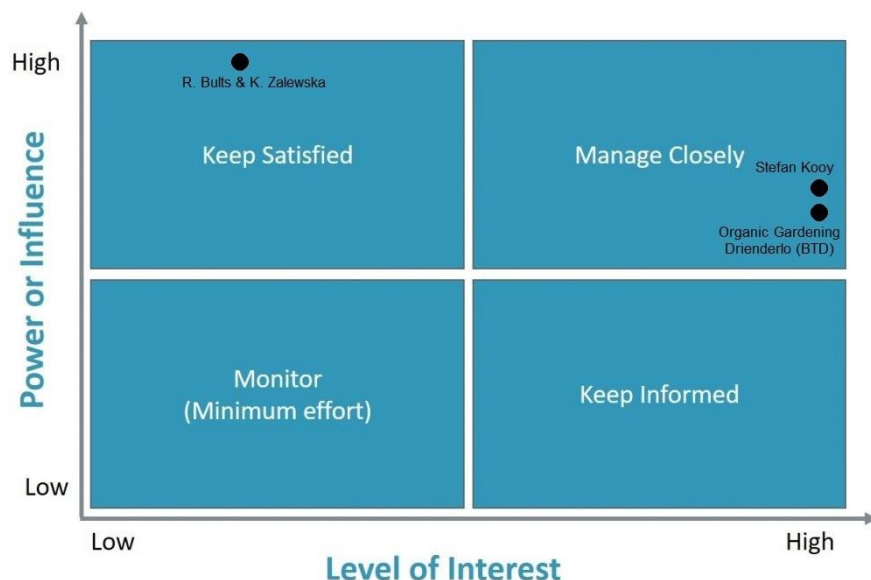 High
R. Bults & K. Zalewska
Keep Satisfied
Manage Closely
Stefan Kooy
Organic Gardening
Drienderlo (BTD)
Power or Influence
Monitor
(Minimum effort)
Keep Informed
Low
Low
High
Level of Interest